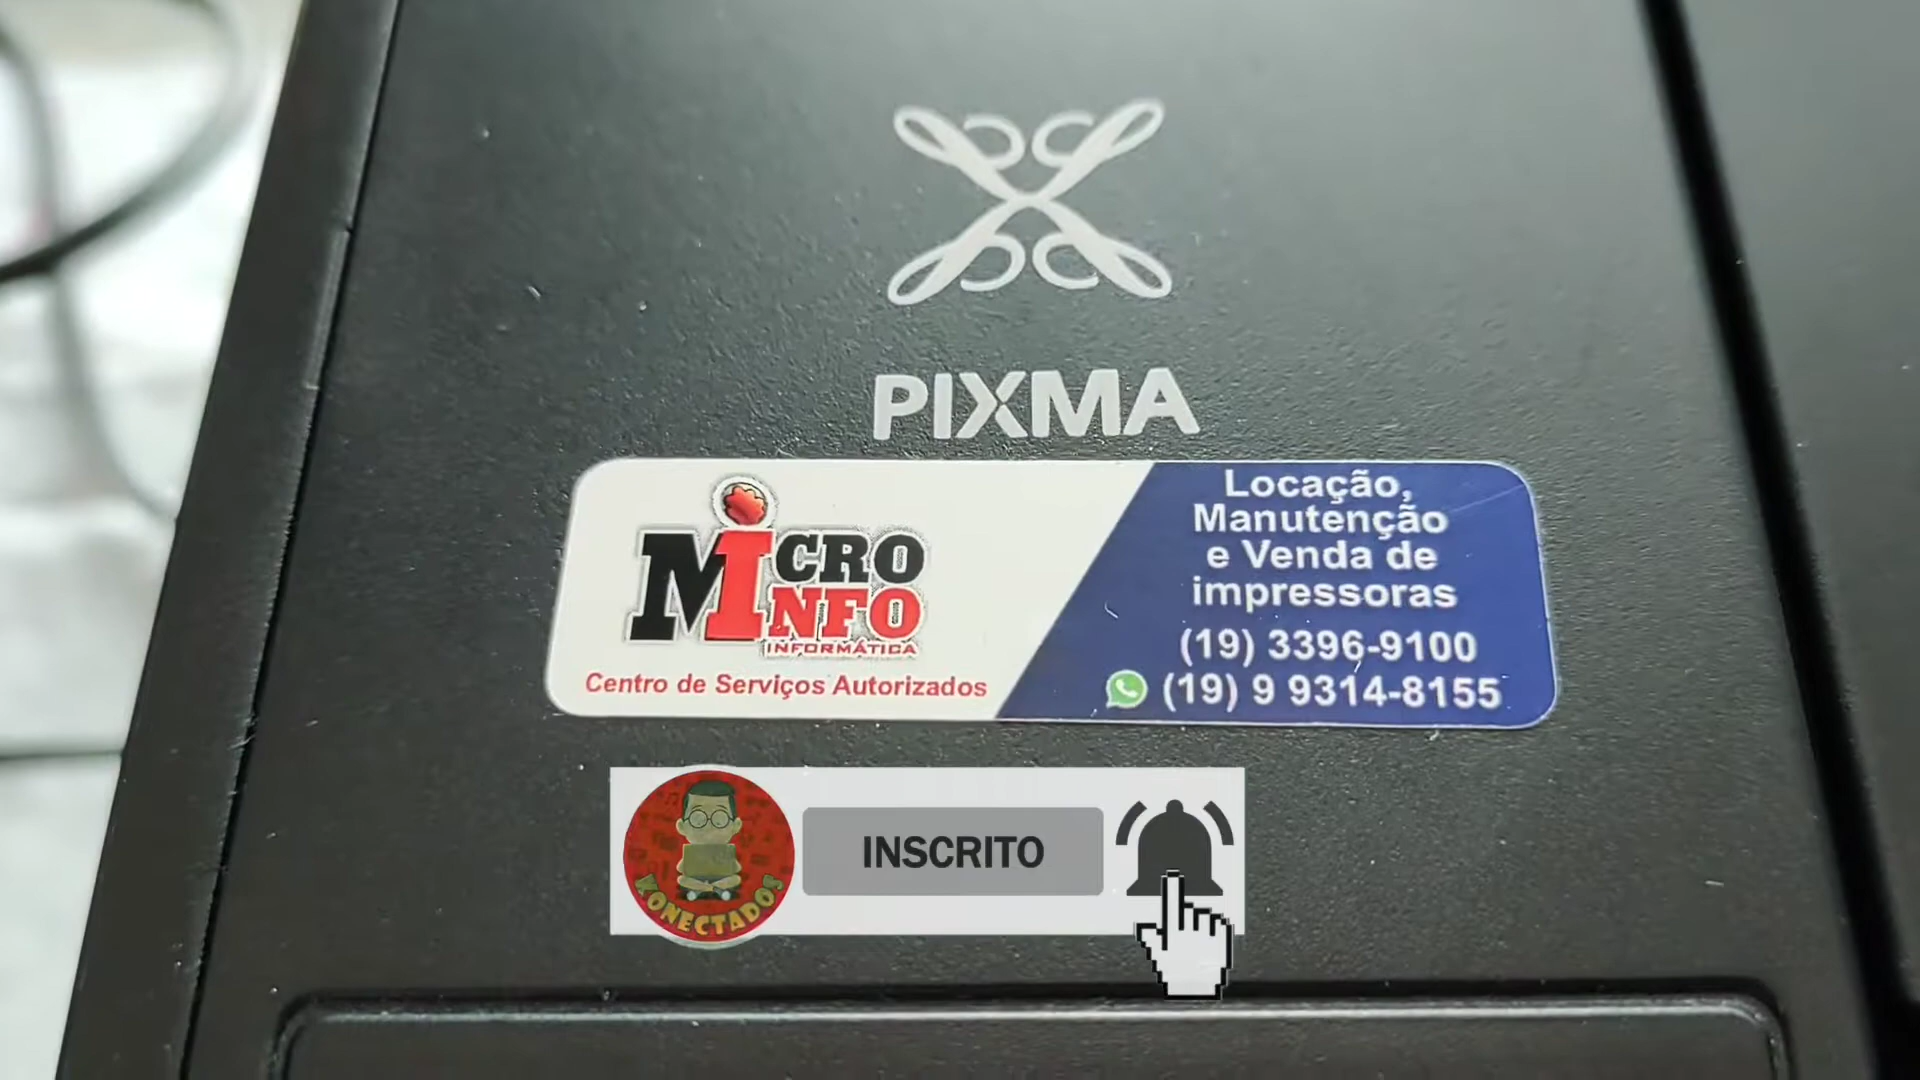 PIXMA
MiCRO
iNFO
INFORMÁTICA
Centro de Serviços Autorizados
Locação,
Manutenção
e Venda de
impressoras
(19) 3396-9100
(19) 9 9314-8155
KONECTADOS
INSCRITO